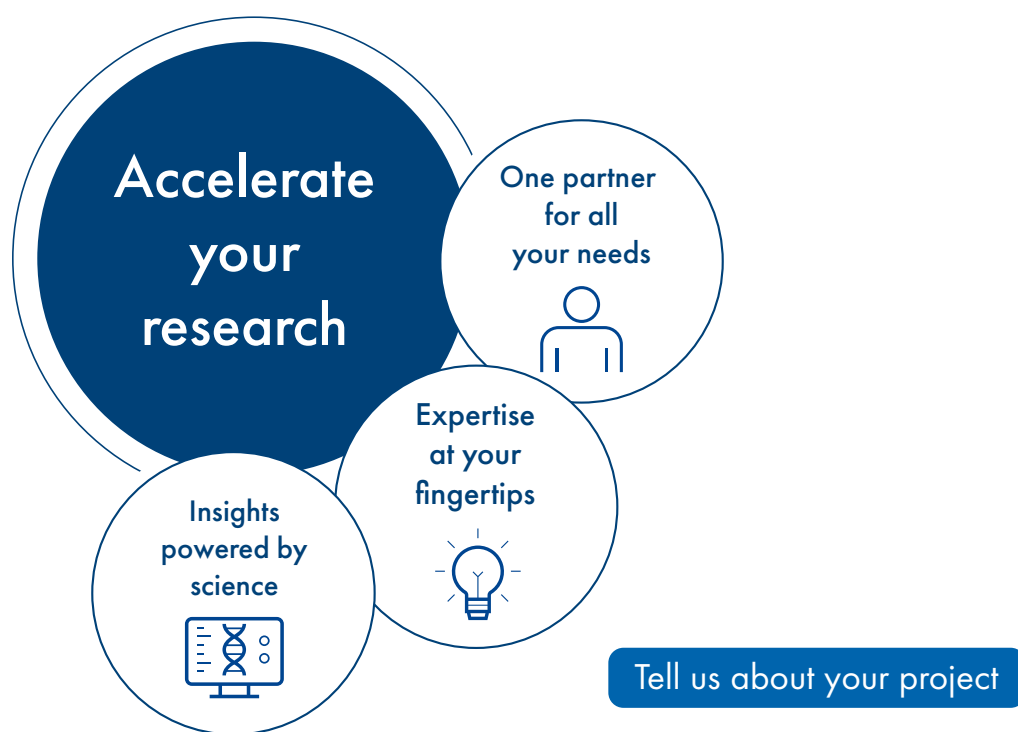 Accelerate
your
research
One partner
for all
your needs
Expertise
at your
fingertips
Insights
powered by
science
Tell us about your project